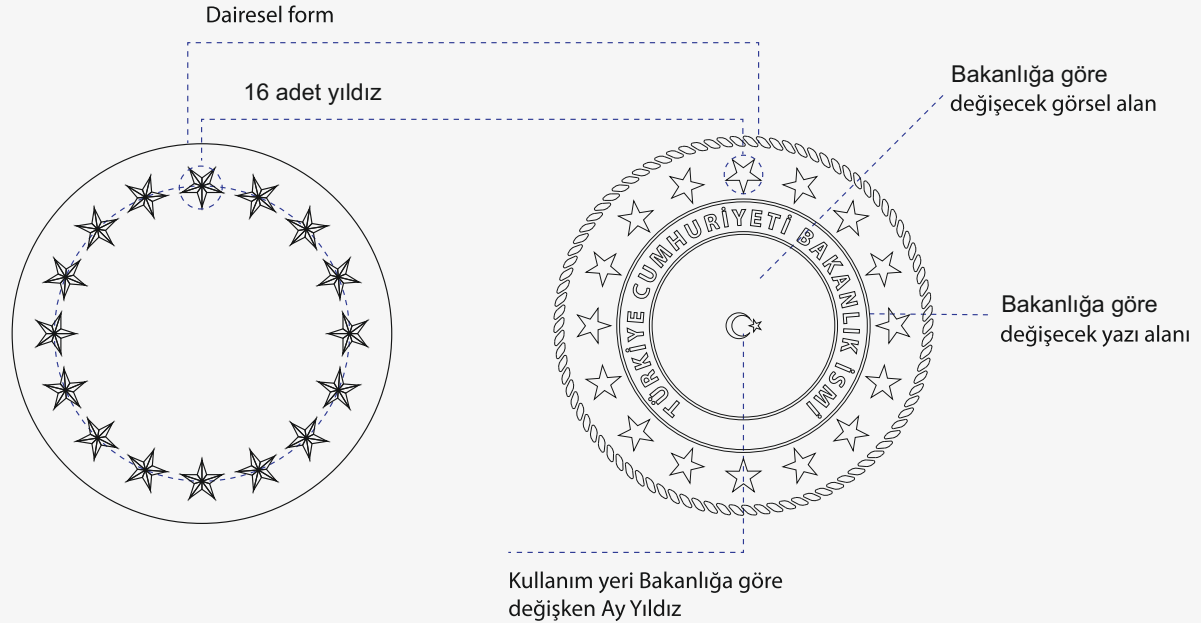 Dairesel form
16 adet yıldız
Bakanlığa göre
değişecek görsel alan
TÜRKİYE CUMHURİYETİ BAKANLIK İSMİ
Bakanlığa göre
değişecek yazı alanı
Kullanım yeri Bakanlığa göre
değişken Ay Yıldız